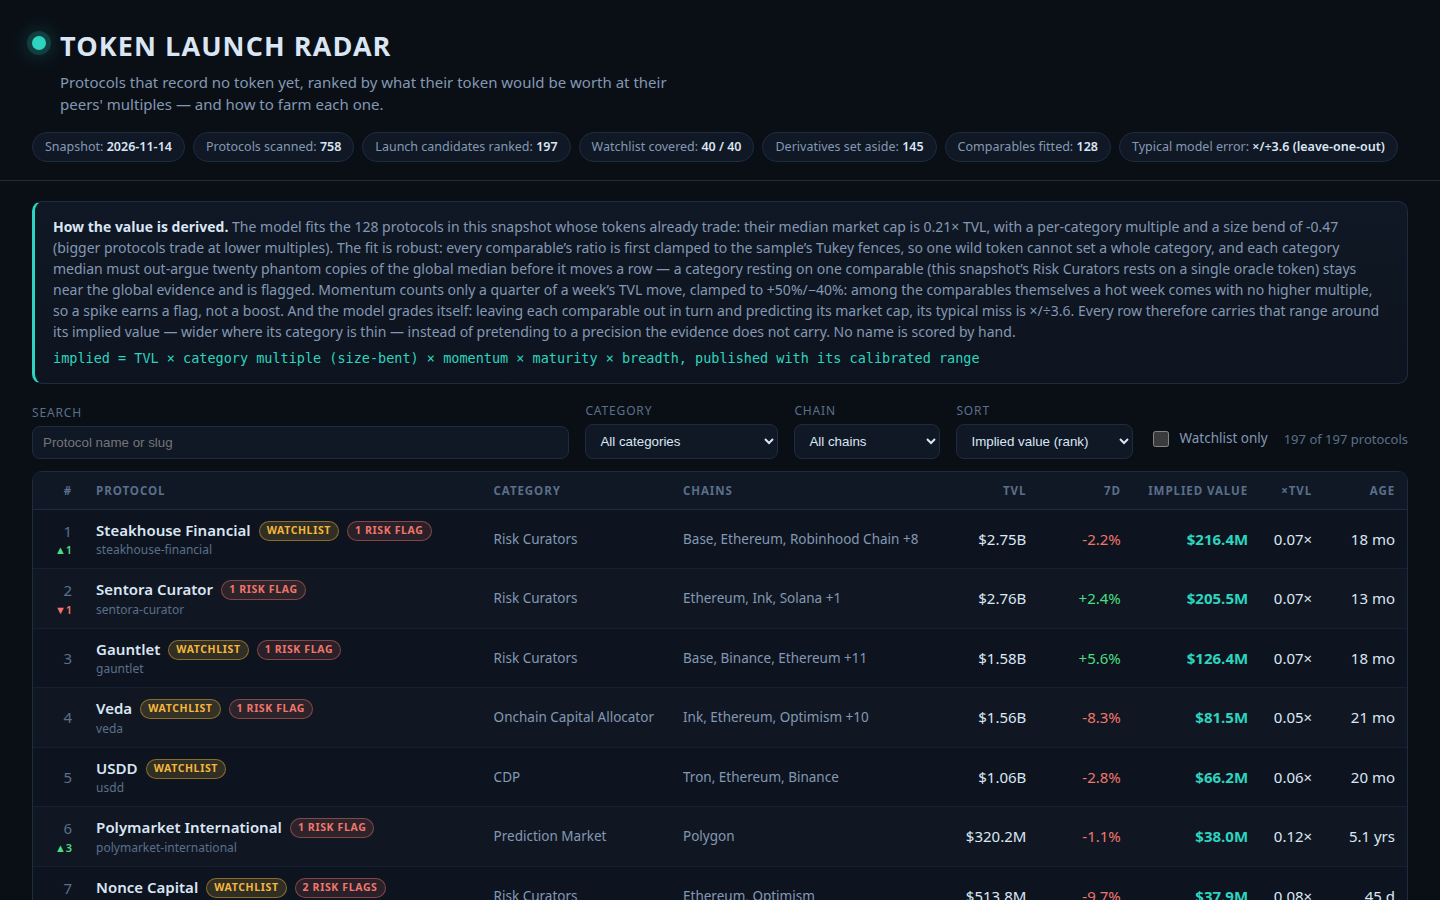 TOKEN LAUNCH RADAR
Protocols that record no token yet, ranked by what their token would be worth at their
peers' multiples — and how to farm each one.
Snapshot: 2026-11-14
Protocols scanned: 758
Launch candidates ranked: 197
Watchlist covered: 40 / 40
Derivatives set aside: 145
Comparables fitted: 128
Typical model error: ×/÷3.6 (leave-one-out)
How the value is derived. The model fits the 128 protocols in this snapshot whose tokens already trade: their median market cap is 0.21× TVL, with a per-category multiple and a size bend of -0.47
(bigger protocols trade at lower multiples). The fit is robust: every comparable's ratio is first clamped to the sample's Tukey fences, so one wild token cannot set a whole category, and each category
median must out-argue twenty phantom copies of the global median before it moves a row — a category resting on one comparable (this snapshot's Risk Curators rests on a single oracle token) stays
near the global evidence and is flagged. Momentum counts only a quarter of a week's TVL move, clamped to +50%/−40%: among the comparables themselves a hot week comes with no higher multiple,
so a spike earns a flag, not a boost. And the model grades itself: leaving each comparable out in turn and predicting its market cap, its typical miss is ×/÷3.6. Every row therefore carries that range around
its implied value — wider where its category is thin — instead of pretending to a precision the evidence does not carry. No name is scored by hand.
implied = TVL × category multiple (size-bent) × momentum × maturity × breadth, published with its calibrated range
SEARCH
Protocol name or slug
CATEGORY
All categories
CHAIN
All chains
SORT
Implied value (rank)
Watchlist only
197 of 197 protocols
# PROTOCOL CATEGORY CHAINS TVL 7D IMPLIED VALUE ×TVL AGE
1 Steakhouse Financial WATCHLIST 1 RISK FLAG Risk Curators Base, Ethereum, Robinhood Chain +8 $2.75B -2.2% $216.4M 0.07× 18 mo
▲1 steakhouse-financial
2 Sentora Curator 1 RISK FLAG Risk Curators Ethereum, Ink, Solana +1 $2.76B +2.4% $205.5M 0.07× 13 mo
▼1 sentora-curator
3 Gauntlet WATCHLIST 1 RISK FLAG Risk Curators Base, Binance, Ethereum +11 $1.58B +5.6% $126.4M 0.07× 18 mo
gauntlet
4 Veda WATCHLIST 1 RISK FLAG Onchain Capital Allocator Ink, Ethereum, Optimism +10 $1.56B -8.3% $81.5M 0.05× 21 mo
veda
5 USDD WATCHLIST CDP Tron, Ethereum, Binance $1.06B -2.8% $66.2M 0.06× 20 mo
usdd
6 Polymarket International 1 RISK FLAG Prediction Market Polygon $320.2M -1.1% $38.0M 0.12× 5.1 yrs
▲3 polymarket-international
7 Nonce Capital WATCHLIST 2 RISK FLAGS Risk Curators Ethereum, Optimism $513.8M -9.7% $37.9M 0.08× 45 d